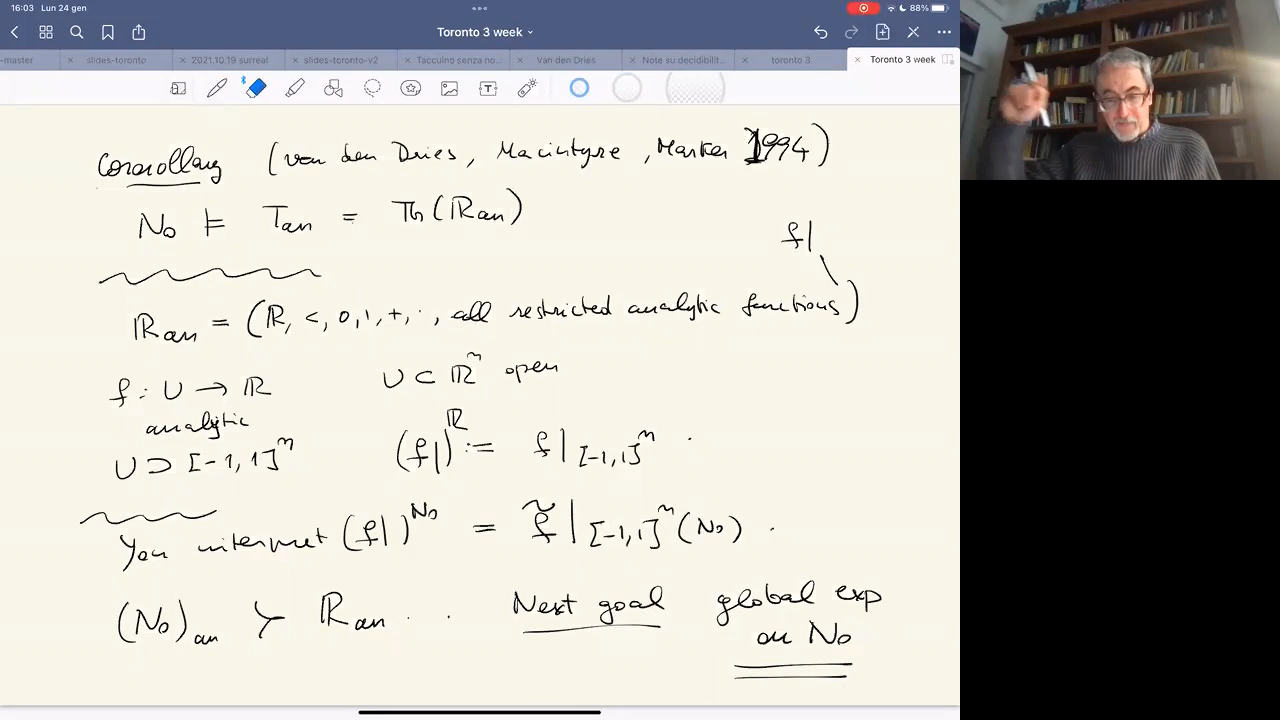 16:03 Lun 24 gen
88%
Toronto 3 week
-master
slides-toronto
2021.10.19 surreal
slides-toronto-v2
Taccuino senza no...
Van den Dries
Note su decidibilit...
toronto 3
Toronto 3 week
Corollary (van den Dries, Macintyre, Marker 1994)
No ⊨ Tan = Th(ℝan)
f|
ℝan = (ℝ, <, 0, 1, +, ·, all restricted analytic functions)
f : U → ℝ U ⊂ ℝ^n open
analytic
U ⊃ [-1, 1]^n (f|)^ℝ := f|[-1,1]^n .
You interpret (f|)^No = f̃|[-1,1]^n(No) .
(No)an ≻ ℝan . . Next goal global exp
on No